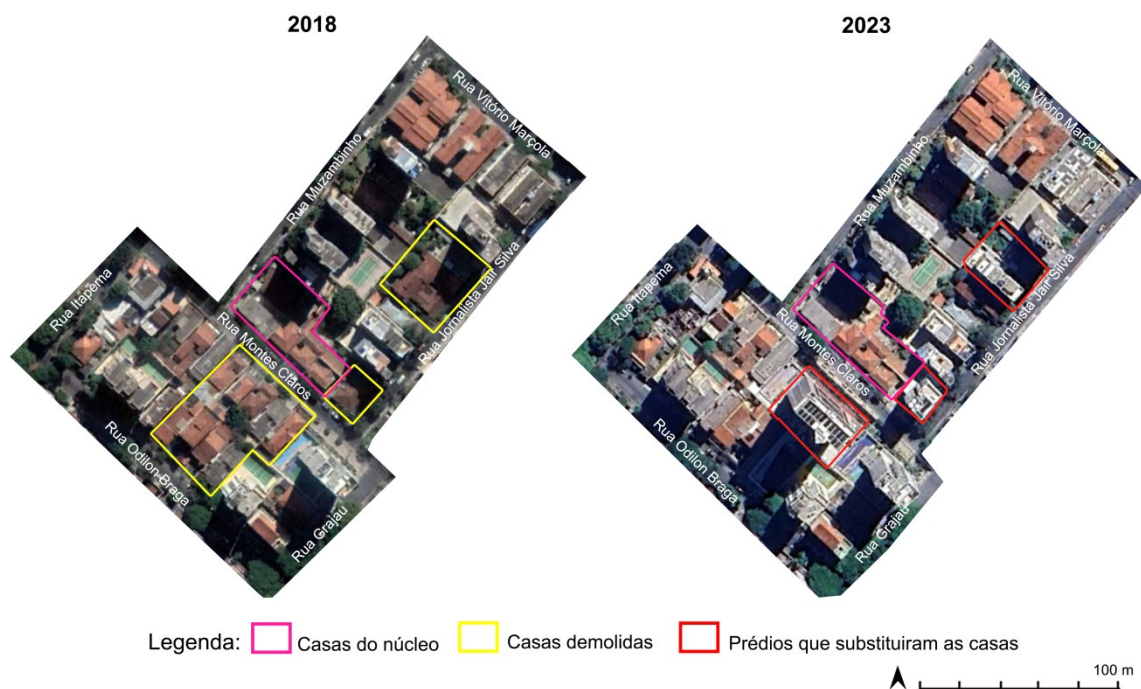 2018
2023
Rua Vitório Marçola
Rua Muzambinho
Rua Itapema
Rua Jornalista Jair Silva
Rua Montes Claros
Rua Odilon Braga
Rua Grajau
Rua Vitório Marçola
Rua Muzambinho
Rua Itapema
Rua Jornalista Jair Silva
Rua Montes Claros
Rua Odilon Braga
Rua Grajau
Legenda: Casas do núcleo Casas demolidas Prédios que substituiram as casas
100 m